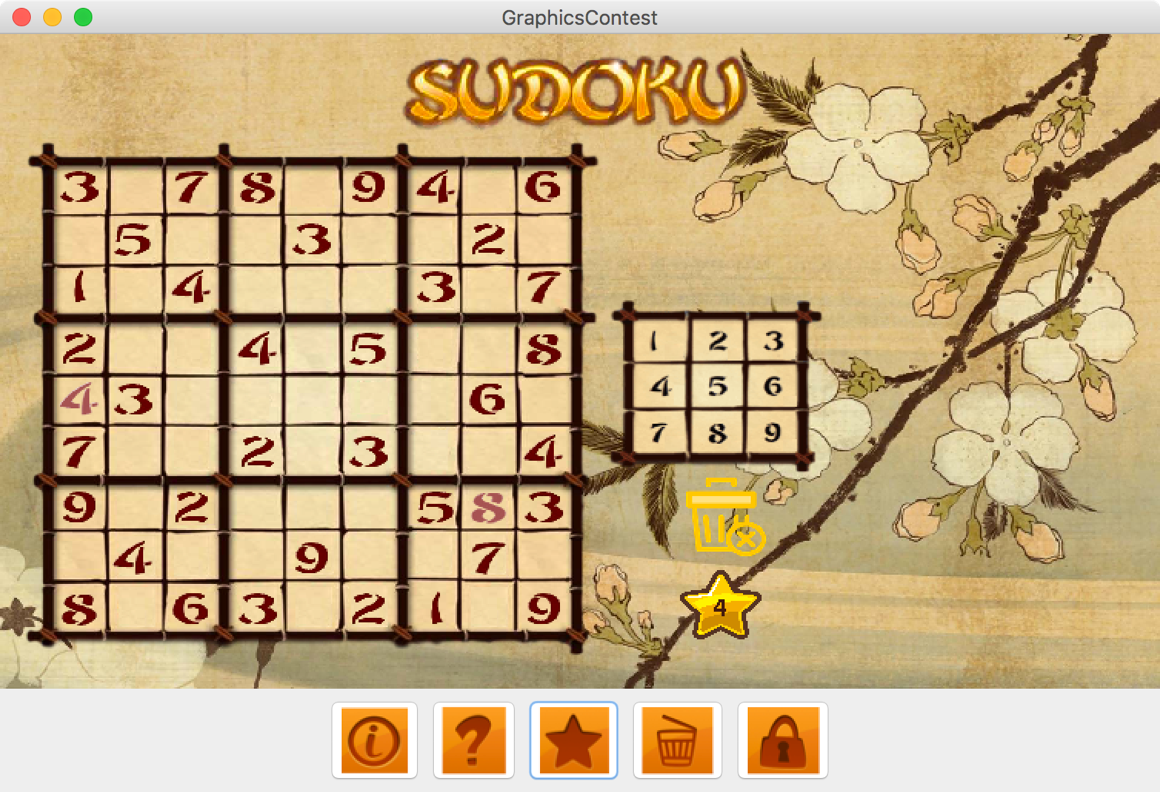 GraphicsContest
SUDOKU
3 7 8 9 4 6
5 3 2
1 4 3 7
2 4 5 8
4 3 6
7 2 3 4
9 2 5 8 3
4 9 7
8 6 3 2 1 9
1 2 3
4 5 6
7 8 9
4
i ?